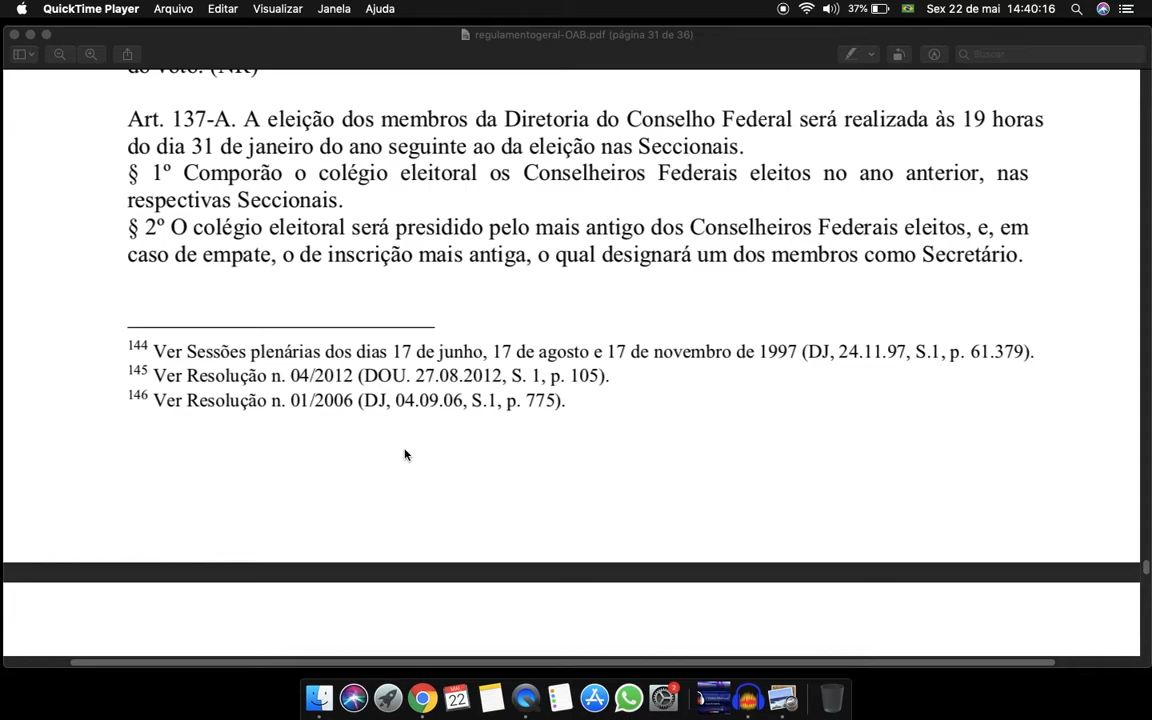 QuickTime Player Arquivo Editar Visualizar Janela Ajuda 37% Sex 22 de mai 14:40:16
regulamentogeral-OAB.pdf (página 31 de 36)
Buscar
do voto. (NR)
Art. 137-A. A eleição dos membros da Diretoria do Conselho Federal será realizada às 19 horas
do dia 31 de janeiro do ano seguinte ao da eleição nas Seccionais.
§ 1º Comporão o colégio eleitoral os Conselheiros Federais eleitos no ano anterior, nas
respectivas Seccionais.
§ 2º O colégio eleitoral será presidido pelo mais antigo dos Conselheiros Federais eleitos, e, em
caso de empate, o de inscrição mais antiga, o qual designará um dos membros como Secretário.
144 Ver Sessões plenárias dos dias 17 de junho, 17 de agosto e 17 de novembro de 1997 (DJ, 24.11.97, S.1, p. 61.379).
145 Ver Resolução n. 04/2012 (DOU. 27.08.2012, S. 1, p. 105).
146 Ver Resolução n. 01/2006 (DJ, 04.09.06, S.1, p. 775).
MAI
22
2